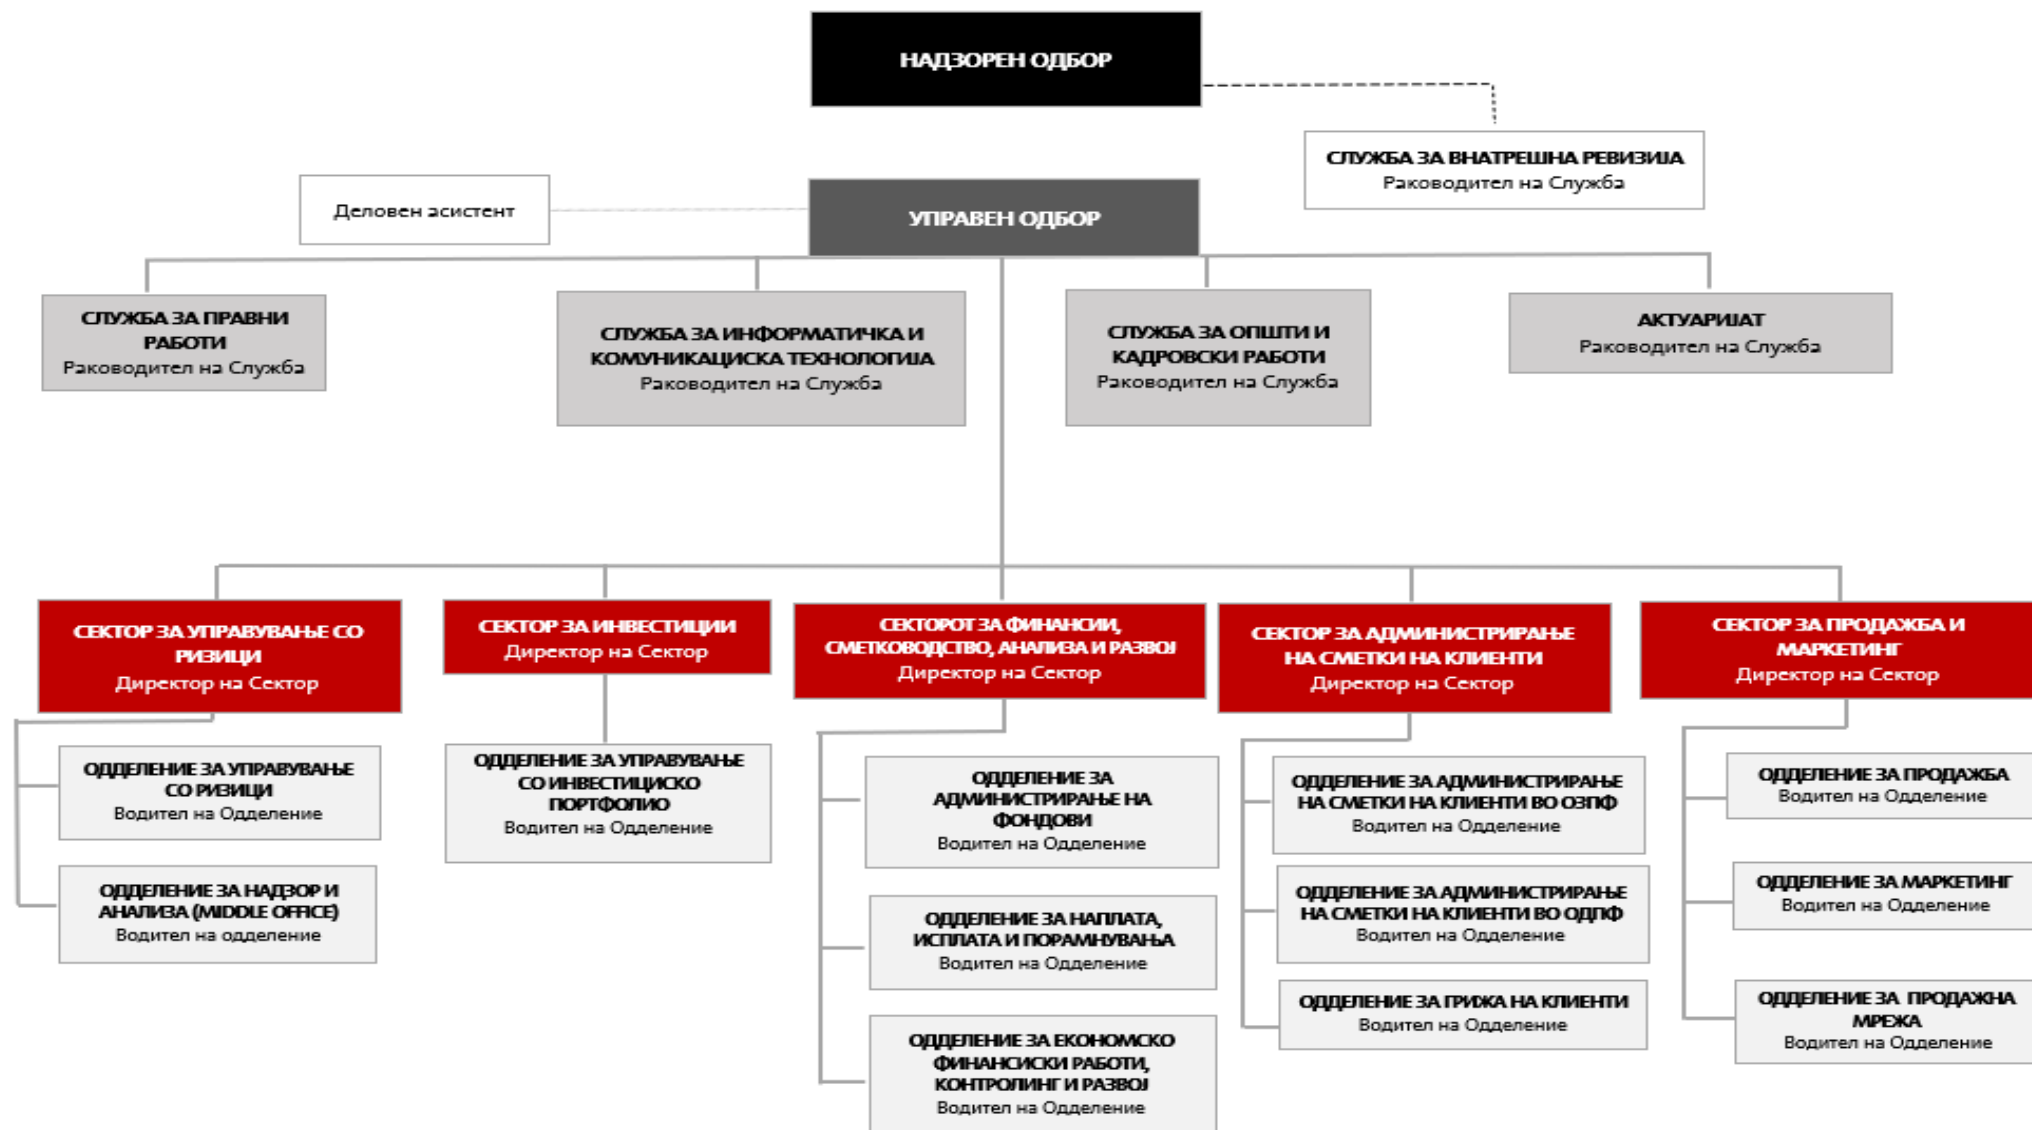 НАДЗОРЕН ОДБОР
СЛУЖБА ЗА ВНАТРЕШНА РЕВИЗИЈА
Раководител на Служба
Деловен асистент
УПРАВЕН ОДБОР
СЛУЖБА ЗА ПРАВНИ
РАБОТИ
Раководител на Служба
СЛУЖБА ЗА ИНФОРМАТИЧКА И
КОМУНИКАЦИСКА ТЕХНОЛОГИЈА
Раководител на Служба
СЛУЖБА ЗА ОПШТИ И
КАДРОВСКИ РАБОТИ
Раководител на Служба
АКТУАРИЈАТ
Раководител на Служба
СЕКТОР ЗА УПРАВУВАЊЕ СО
РИЗИЦИ
Директор на Сектор
СЕКТОР ЗА ИНВЕСТИЦИИ
Директор на Сектор
СЕКТОРОТ ЗА ФИНАНСИИ,
СМЕТКОВОДСТВО, АНАЛИЗА И РАЗВОЈ
Директор на Сектор
СЕКТОР ЗА АДМИНИСТРИРАЊЕ
НА СМЕТКИ НА КЛИЕНТИ
Директор на Сектор
СЕКТОР ЗА ПРОДАЖБА И
МАРКЕТИНГ
Директор на Сектор
ОДДЕЛЕНИЕ ЗА УПРАВУВАЊЕ
СО РИЗИЦИ
Водител на Одделение
ОДДЕЛЕНИЕ ЗА НАДЗОР И
АНАЛИЗА (MIDDLE OFFICE)
Водител на одделение
ОДДЕЛЕНИЕ ЗА УПРАВУВАЊЕ
СО ИНВЕСТИЦИСКО
ПОРТФОЛИО
Водител на Одделение
ОДДЕЛЕНИЕ ЗА
АДМИНИСТРИРАЊЕ НА
ФОНДОВИ
Водител на Одделение
ОДДЕЛЕНИЕ ЗА НАПЛАТА,
ИСПЛАТА И ПОРАМНУВАЊА
Водител на Одделение
ОДДЕЛЕНИЕ ЗА ЕКОНОМСКО
ФИНАНСИСКИ РАБОТИ,
КОНТРОЛИНГ И РАЗВОЈ
Водител на Одделение
ОДДЕЛЕНИЕ ЗА АДМИНИСТРИРАЊЕ
НА СМЕТКИ НА КЛИЕНТИ ВО ОЗПФ
Водител на Одделение
ОДДЕЛЕНИЕ ЗА АДМИНИСТРИРАЊЕ
НА СМЕТКИ НА КЛИЕНТИ ВО ОДПФ
Водител на Одделение
ОДДЕЛЕНИЕ ЗА ГРИЖА НА КЛИЕНТИ
Водител на Одделение
ОДДЕЛЕНИЕ ЗА ПРОДАЖБА
Водител на Одделение
ОДДЕЛЕНИЕ ЗА МАРКЕТИНГ
Водител на Одделение
ОДДЕЛЕНИЕ ЗА ПРОДАЖНА
МРЕЖА
Водител на Одделение